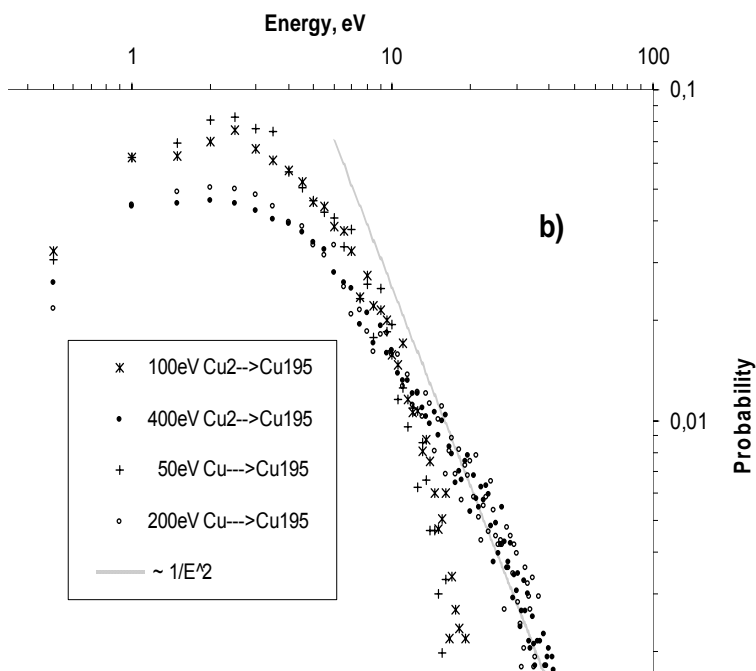 Energy, eV
1 10 100
0,1
b)
0,01
Probability
100eV Cu2-->Cu195
400eV Cu2-->Cu195
50eV Cu--->Cu195
200eV Cu--->Cu195
~ 1/E^2